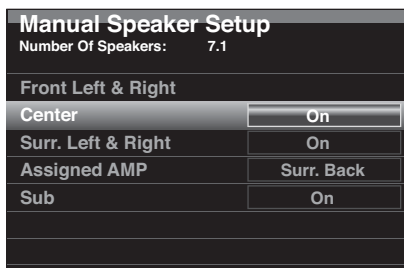 Manual Speaker Setup
Number Of Speakers: 7.1
Front Left & Right
Center On
Surr. Left & Right On
Assigned AMP Surr. Back
Sub On